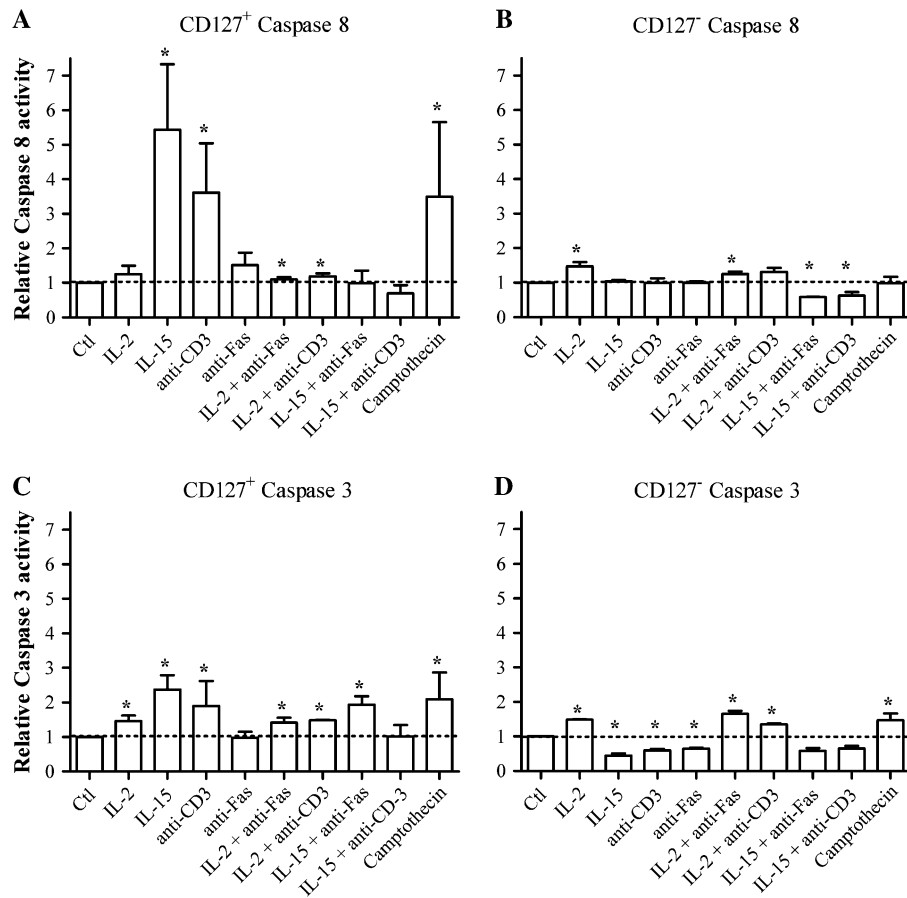 A
CD127+ Caspase 8
Relative Caspase 8 activity
7
6
5
4
3
2
1
0
*
*
*
*
*
Ctl
IL-2
IL-15
anti-CD3
anti-Fas
IL-2 + anti-Fas
IL-2 + anti-CD3
IL-15 + anti-Fas
IL-15 + anti-CD3
Camptothecin
B
CD127- Caspase 8
7
6
5
4
3
2
1
0
*
*
*
*
Ctl
IL-2
IL-15
anti-CD3
anti-Fas
IL-2 + anti-Fas
IL-2 + anti-CD3
IL-15 + anti-Fas
IL-15 + anti-CD3
Camptothecin
C
CD127+ Caspase 3
Relative Caspase 3 activity
7
6
5
4
3
2
1
0
*
*
*
*
*
*
*
Ctl
IL-2
IL-15
anti-CD3
anti-Fas
IL-2 + anti-Fas
IL-2 + anti-CD3
IL-15 + anti-Fas
IL-15 + anti-CD-3
Camptothecin
D
CD127- Caspase 3
7
6
5
4
3
2
1
0
*
*
*
*
*
*
*
Ctl
IL-2
IL-15
anti-CD3
anti-Fas
IL-2 + anti-Fas
IL-2 + anti-CD3
IL-15 + anti-Fas
IL-15 + anti-CD3
Camptothecin